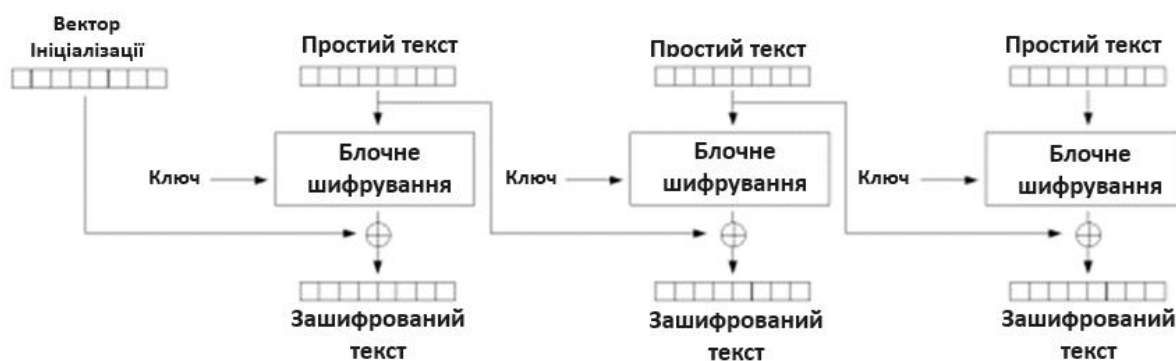 Вектор
Ініціалізації
Простий текст
Простий текст
Простий текст
Ключ
Блочне
шифрування
Ключ
Блочне
шифрування
Ключ
Блочне
шифрування
Зашифрований
текст
Зашифрований
текст
Зашифрований
текст